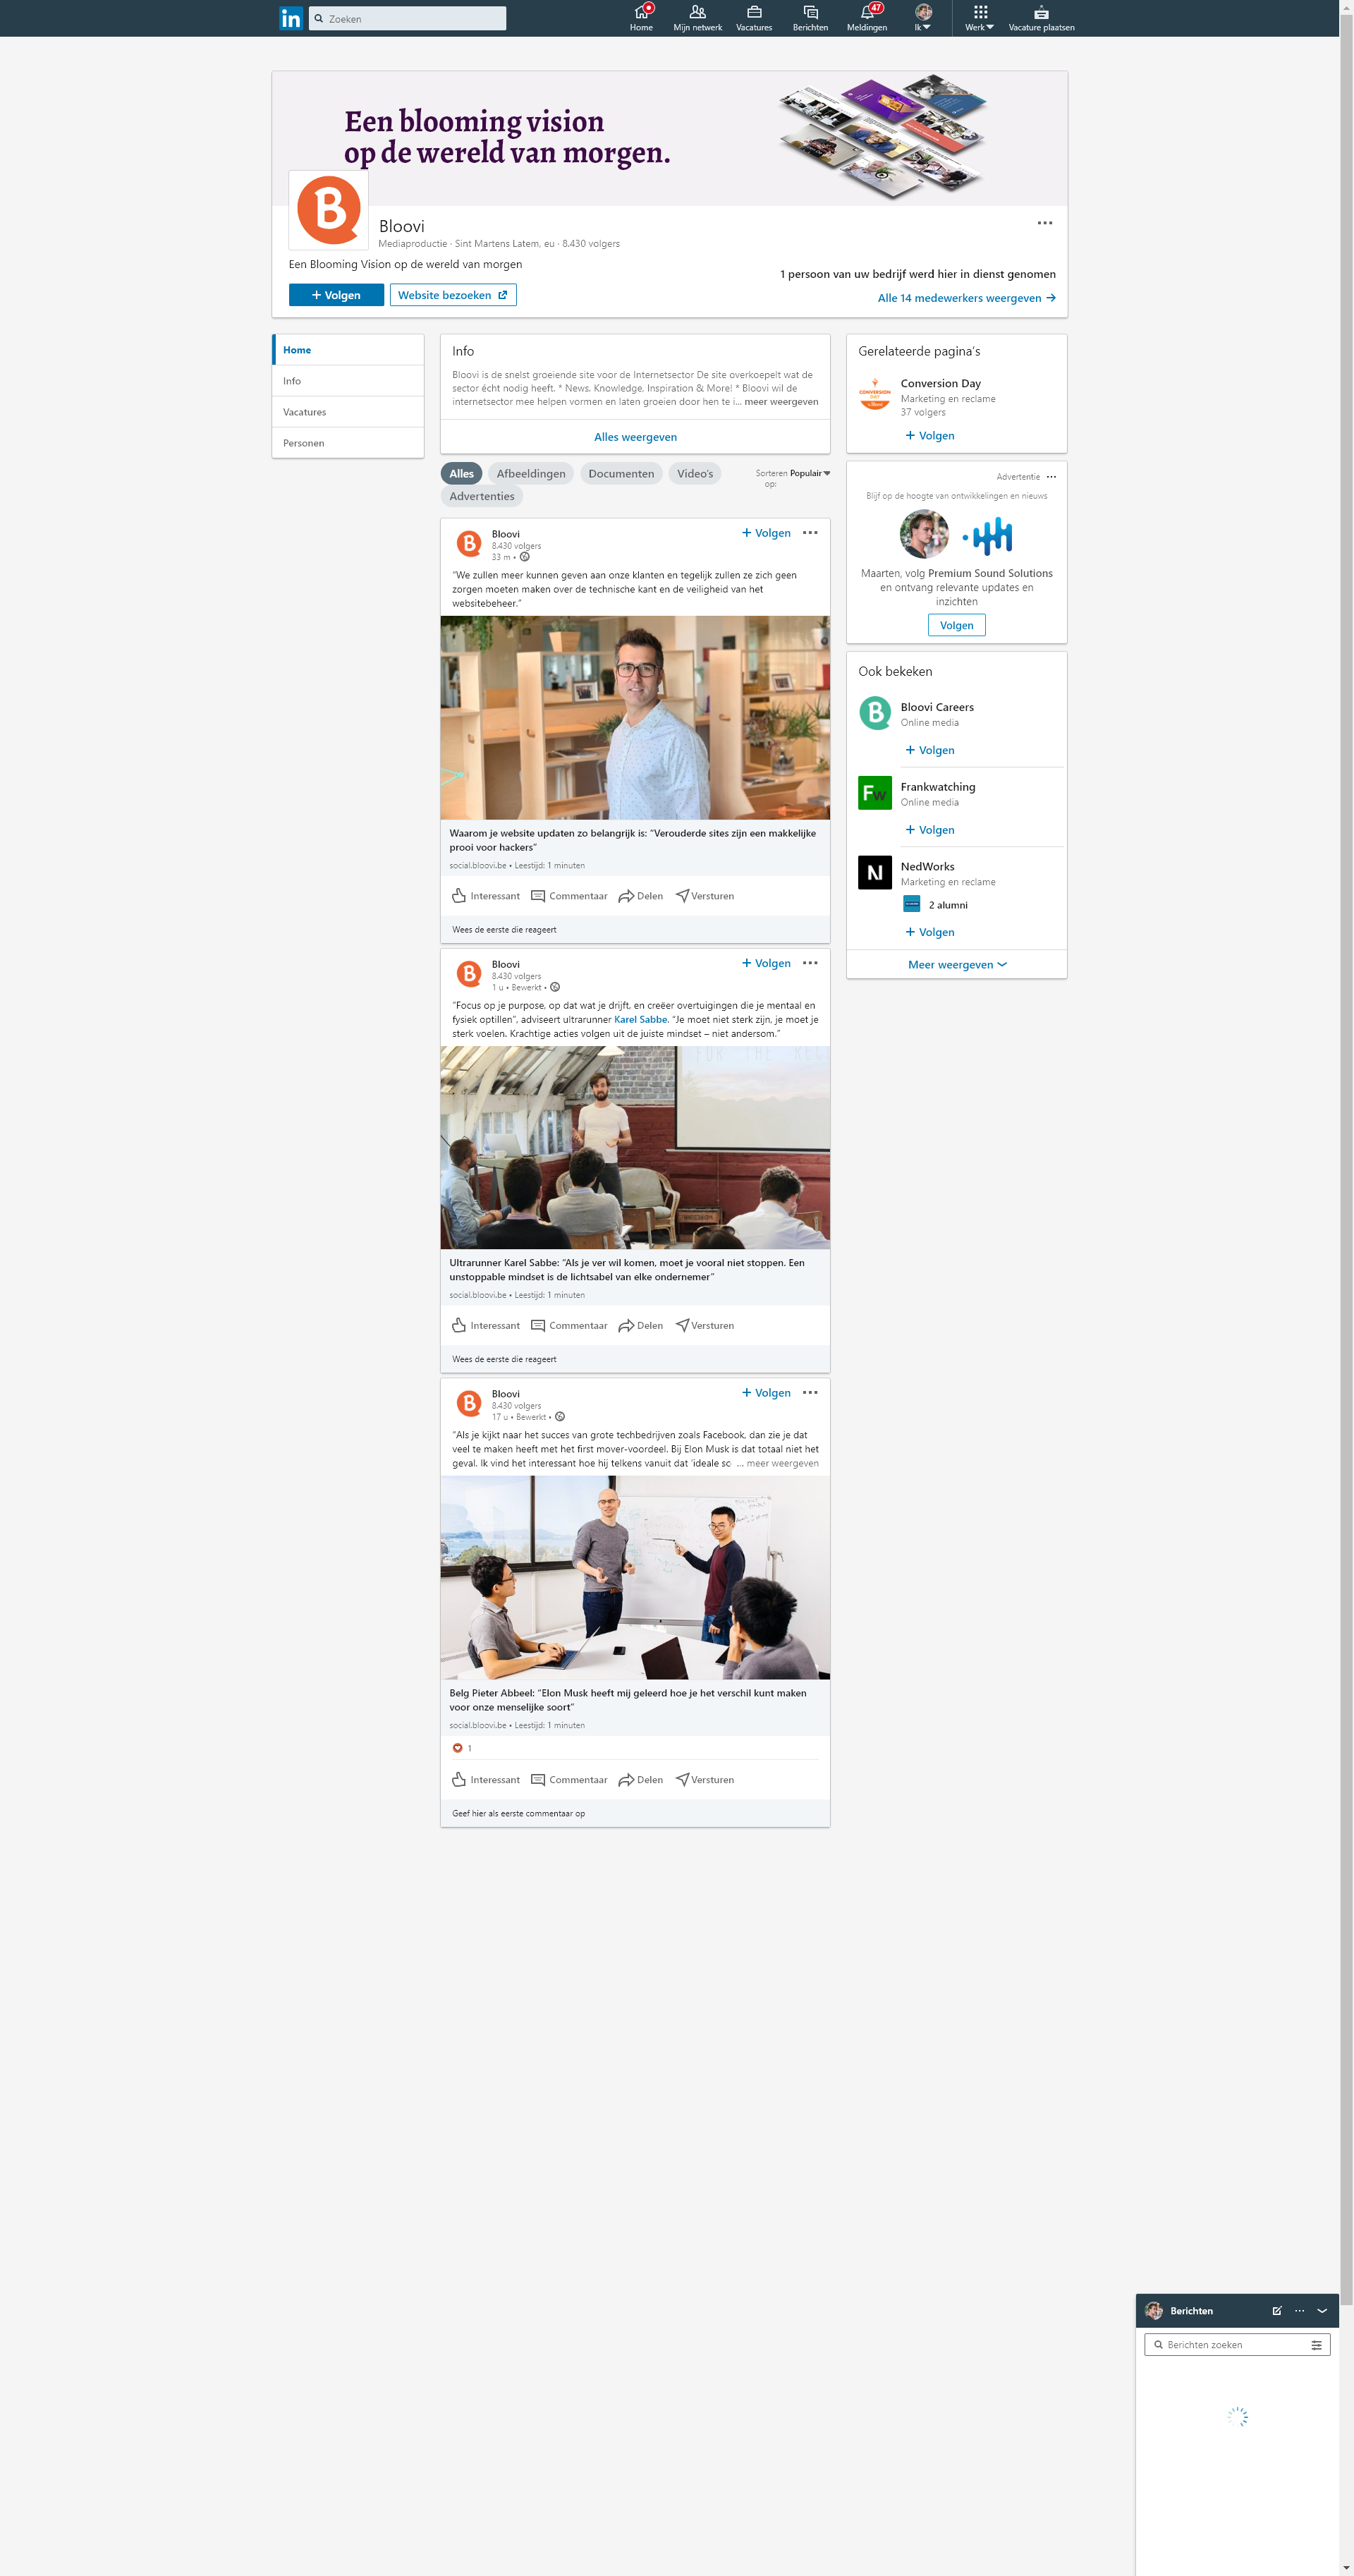 in
Zoeken
Home
Mijn netwerk
Vacatures
Berichten
47
Meldingen
Ik
Werk
Vacature plaatsen
Een blooming vision
op de wereld van morgen.
B
Bloovi
Mediaproductie · Sint Martens Latem, eu · 8.430 volgers
Een Blooming Vision op de wereld van morgen
1 persoon van uw bedrijf werd hier in dienst genomen
+ Volgen
Website bezoeken
Alle 14 medewerkers weergeven →
Home
Info
Vacatures
Personen
Info
Bloovi is de snelst groeiende site voor de Internetsector De site overkoepelt wat de
sector écht nodig heeft. * News, Knowledge, Inspiration & More! * Bloovi wil de
internetsector mee helpen vormen en laten groeien door hen te i... meer weergeven
Alles weergeven
Alles
Afbeeldingen
Documenten
Video's
Advertenties
Sorteren Populair
op:
Bloovi
8.430 volgers
33 m •
+ Volgen
“We zullen meer kunnen geven aan onze klanten en tegelijk zullen ze zich geen
zorgen moeten maken over de technische kant en de veiligheid van het
websitebeheer.”
Waarom je website updaten zo belangrijk is: “Verouderde sites zijn een makkelijke
prooi voor hackers”
social.bloovi.be • Leestijd: 1 minuten
Interessant
Commentaar
Delen
Versturen
Wees de eerste die reageert
Bloovi
8.430 volgers
1 u • Bewerkt •
+ Volgen
“Focus op je purpose, op dat wat je drijft, en creëer overtuigingen die je mentaal en
fysiek optillen”, adviseert ultrarunner Karel Sabbe. “Je moet niet sterk zijn, je moet je
sterk voelen. Krachtige acties volgen uit de juiste mindset – niet andersom.”
Ultrarunner Karel Sabbe: “Als je ver wil komen, moet je vooral niet stoppen. Een
unstoppable mindset is de lichtsabel van elke ondernemer”
social.bloovi.be • Leestijd: 1 minuten
Interessant
Commentaar
Delen
Versturen
Wees de eerste die reageert
Bloovi
8.430 volgers
17 u • Bewerkt •
+ Volgen
“Als je kijkt naar het succes van grote techbedrijven zoals Facebook, dan zie je dat
veel te maken heeft met het first mover-voordeel. Bij Elon Musk is dat totaal niet het
geval. Ik vind het interessant hoe hij telkens vanuit dat ‘ideale sc ... meer weergeven
Belg Pieter Abbeel: “Elon Musk heeft mij geleerd hoe je het verschil kunt maken
voor onze menselijke soort”
social.bloovi.be • Leestijd: 1 minuten
1
Interessant
Commentaar
Delen
Versturen
Geef hier als eerste commentaar op
Gerelateerde pagina's
CONVERSION
DAY
Conversion Day
Marketing en reclame
37 volgers
+ Volgen
Advertentie
Blijf op de hoogte van ontwikkelingen en nieuws
Maarten, volg Premium Sound Solutions
en ontvang relevante updates en
inzichten
Volgen
Ook bekeken
B
Bloovi Careers
Online media
+ Volgen
Fw
Frankwatching
Online media
+ Volgen
N
NedWorks
Marketing en reclame
2 alumni
+ Volgen
Meer weergeven
Berichten
Berichten zoeken